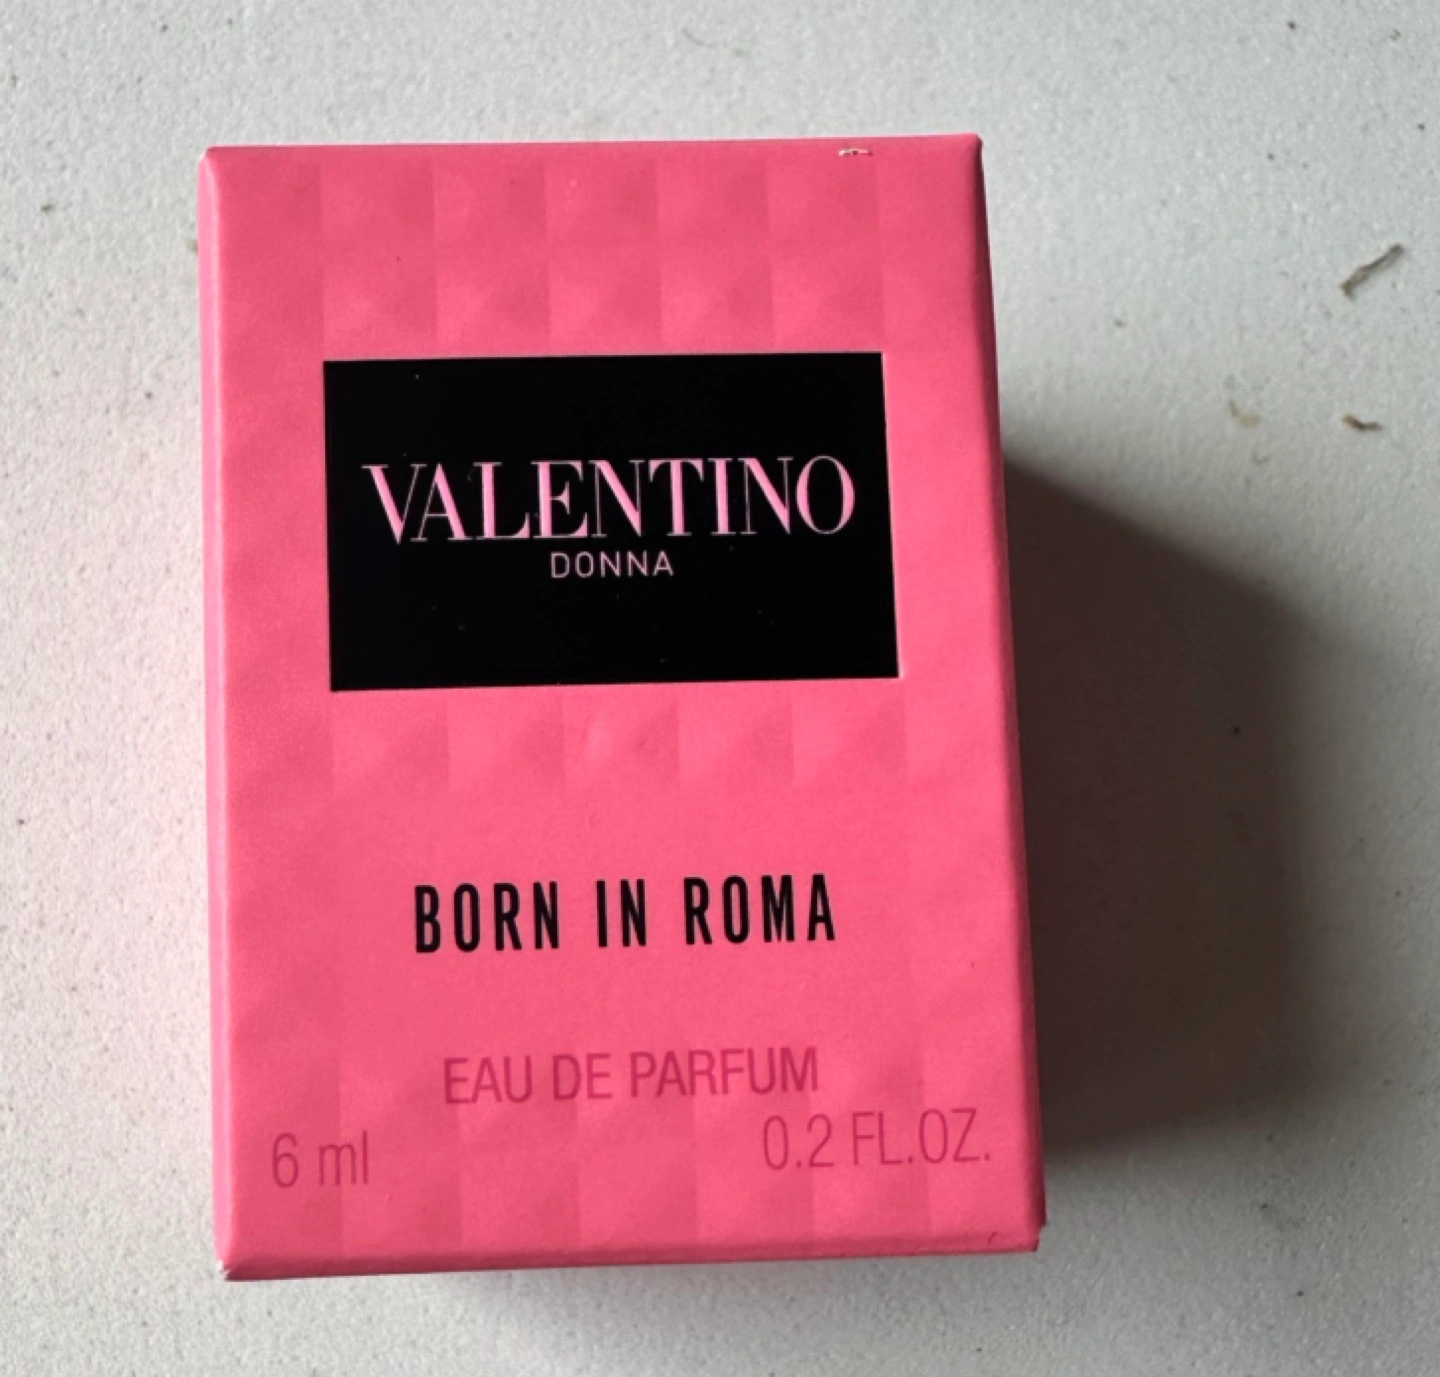 VALENTINO
DONNA
BORN IN ROMA
EAU DE PARFUM
6 ml 0.2 FL.OZ.